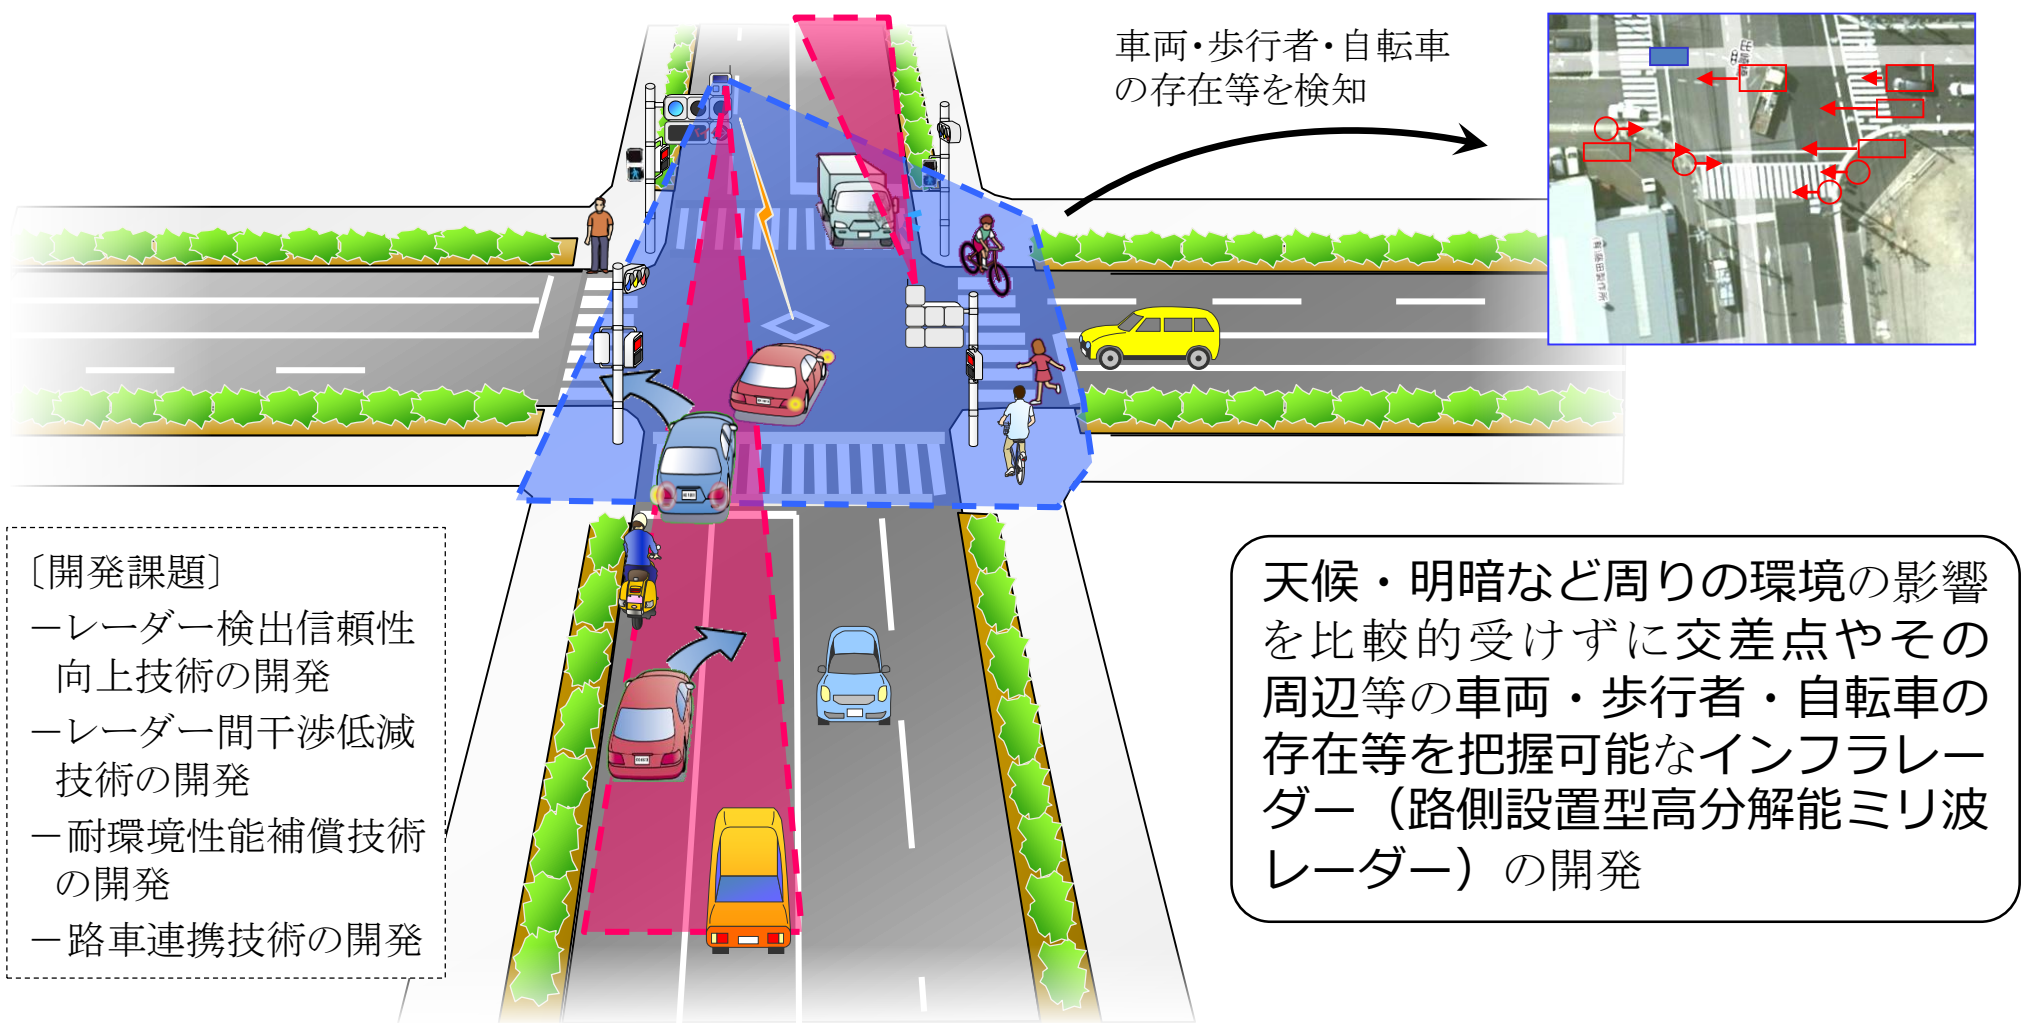 車両・歩行者・自転車
の存在等を検知
〔開発課題〕
－レーダー検出信頼性
向上技術の開発
－レーダー間干渉低減
技術の開発
－耐環境性能補償技術
の開発
－路車連携技術の開発
天候・明暗など周りの環境の影響
を比較的受けずに交差点やその
周辺等の車両・歩行者・自転車の
存在等を把握可能なインフラレー
ダー（路側設置型高分解能ミリ波
レーダー）の開発